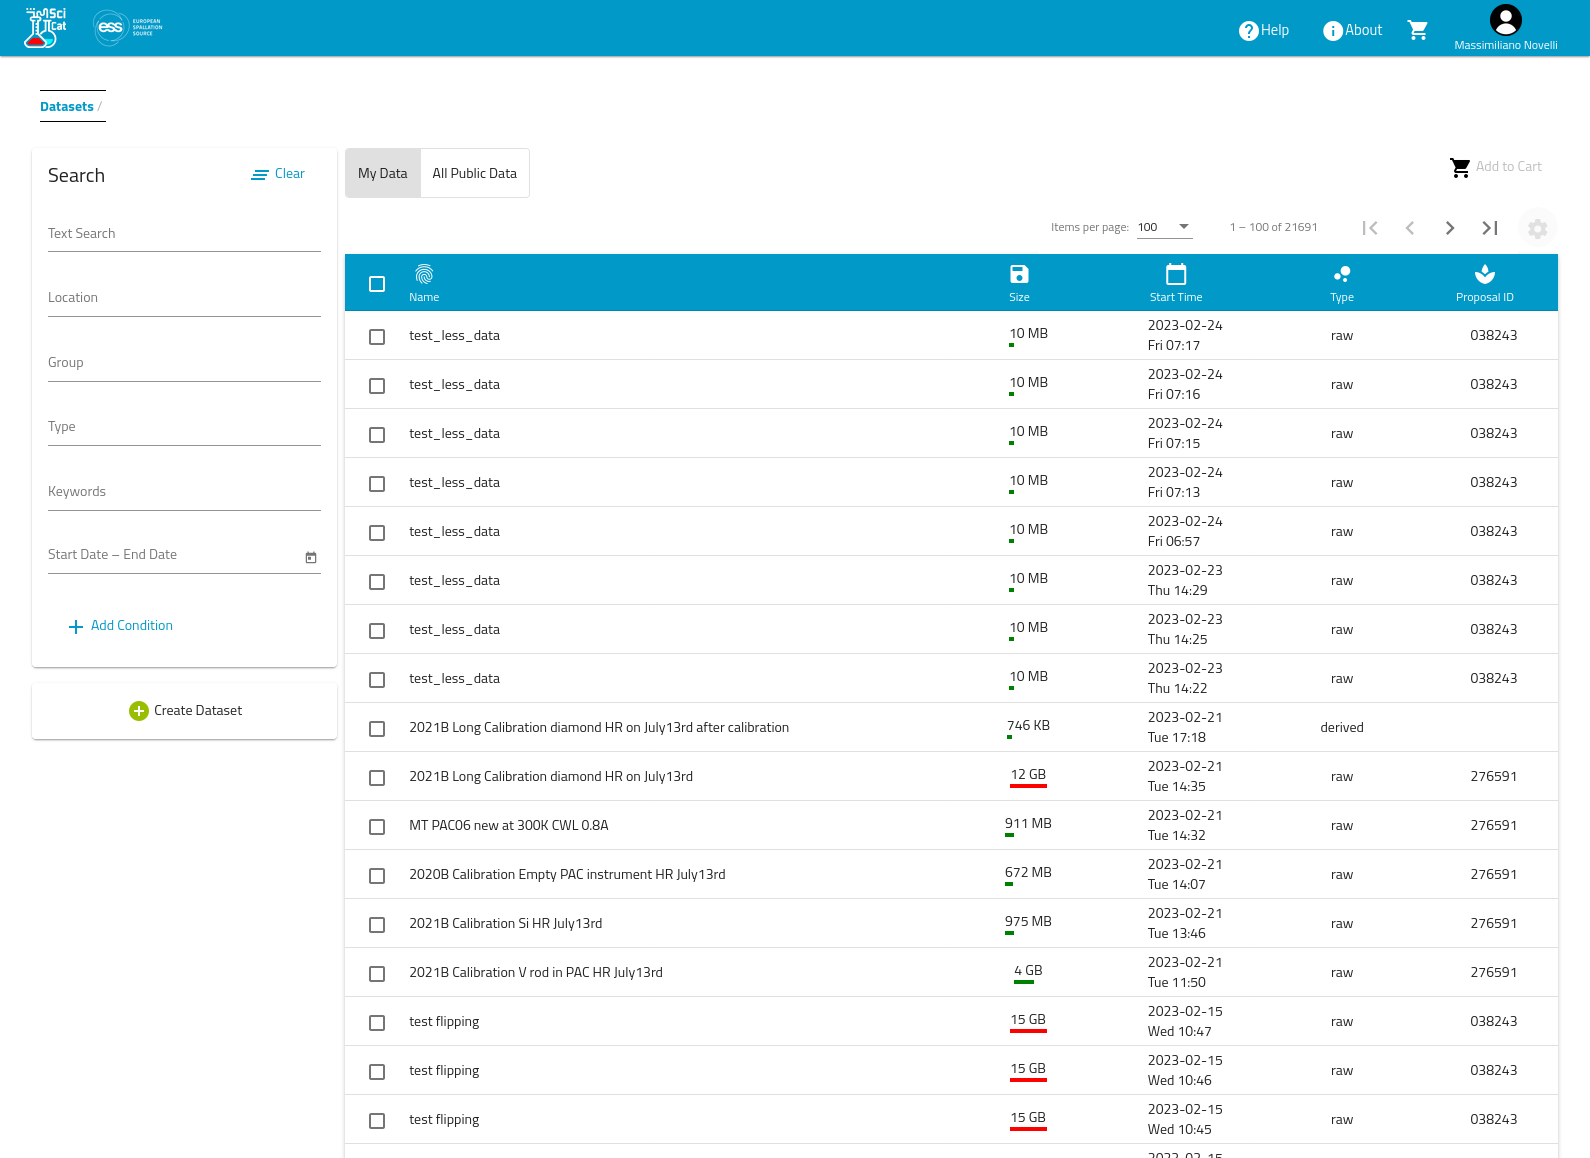 Sci
Cat
ess
EUROPEAN
SPALLATION
SOURCE
Help
About
Massimiliano Novelli
Datasets /
Search
Clear
Text Search
Location
Group
Type
Keywords
Start Date – End Date
Add Condition
Create Dataset
My Data
All Public Data
Add to Cart
Items per page: 100
1 – 100 of 21691
Name Size Start Time Type Proposal ID
test_less_data 10 MB 2023-02-24 raw 038243
Fri 07:17
test_less_data 10 MB 2023-02-24 raw 038243
Fri 07:16
test_less_data 10 MB 2023-02-24 raw 038243
Fri 07:15
test_less_data 10 MB 2023-02-24 raw 038243
Fri 07:13
test_less_data 10 MB 2023-02-24 raw 038243
Fri 06:57
test_less_data 10 MB 2023-02-23 raw 038243
Thu 14:29
test_less_data 10 MB 2023-02-23 raw 038243
Thu 14:25
test_less_data 10 MB 2023-02-23 raw 038243
Thu 14:22
2021B Long Calibration diamond HR on July13rd after calibration 746 KB 2023-02-21 derived
Tue 17:18
2021B Long Calibration diamond HR on July13rd 12 GB 2023-02-21 raw 276591
Tue 14:35
MT PAC06 new at 300K CWL 0.8A 911 MB 2023-02-21 raw 276591
Tue 14:32
2020B Calibration Empty PAC instrument HR July13rd 672 MB 2023-02-21 raw 276591
Tue 14:07
2021B Calibration Si HR July13rd 975 MB 2023-02-21 raw 276591
Tue 13:46
2021B Calibration V rod in PAC HR July13rd 4 GB 2023-02-21 raw 276591
Tue 11:50
test flipping 15 GB 2023-02-15 raw 038243
Wed 10:47
test flipping 15 GB 2023-02-15 raw 038243
Wed 10:46
test flipping 15 GB 2023-02-15 raw 038243
Wed 10:45
2023-02-15